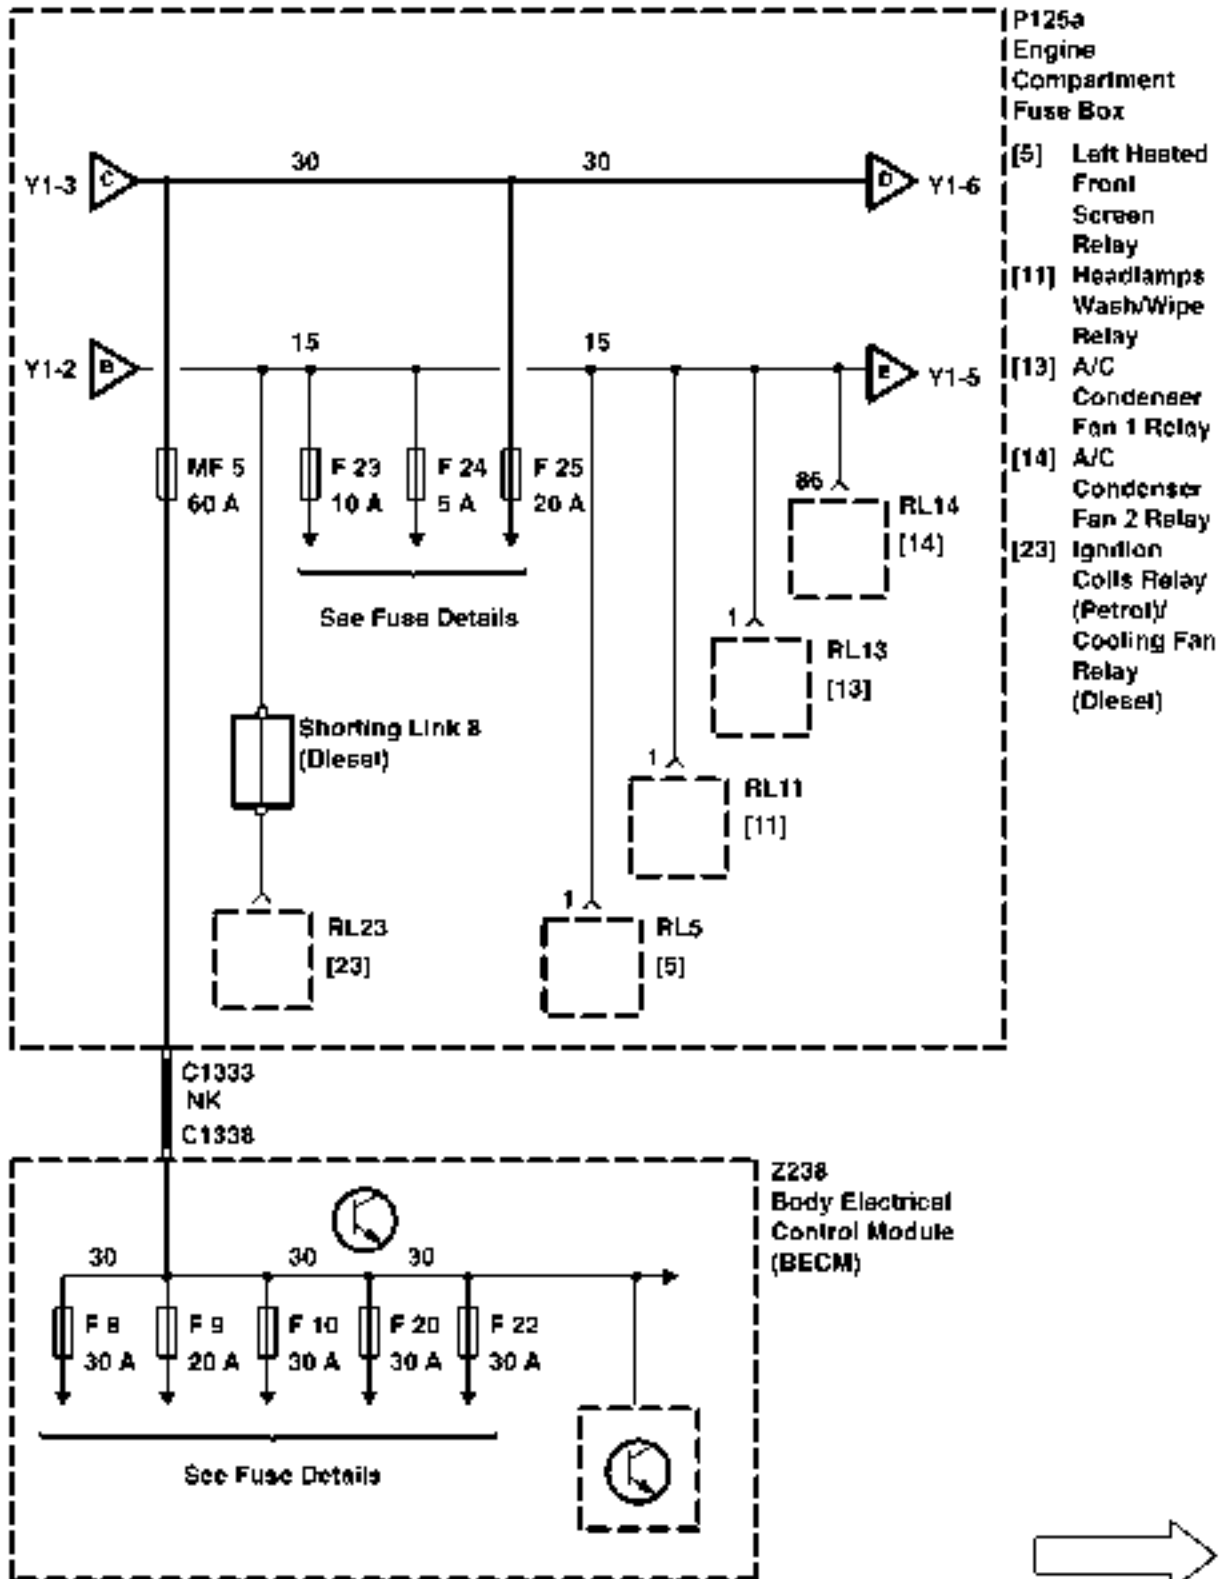 P125a
Engine
Compartment
Fuse Box
[5] Left Heated
Front
Screen
Relay
[11] Headlamps
Wash/Wipe
Relay
[13] A/C
Condenser
Fan 1 Relay
[14] A/C
Condenser
Fan 2 Relay
[23] Ignition
Coils Relay
(Petrol)/
Cooling Fan
Relay
(Diesel)
Y1-3 C 30 30 D Y1-6
Y1-2 B 15 15 E Y1-5
MF 5
60 A
F 23
10 A
F 24
5 A
F 25
20 A
See Fuse Details
86
RL14
[14]
1
RL13
[13]
Shorting Link 8
(Diesel)
1
RL11
[11]
1
RL5
[5]
RL23
[23]
C1333
NK
C1338
Z238
Body Electrical
Control Module
(BECM)
30 30 30
F 8
30 A
F 9
20 A
F 10
30 A
F 20
30 A
F 22
30 A
See Fuse Details